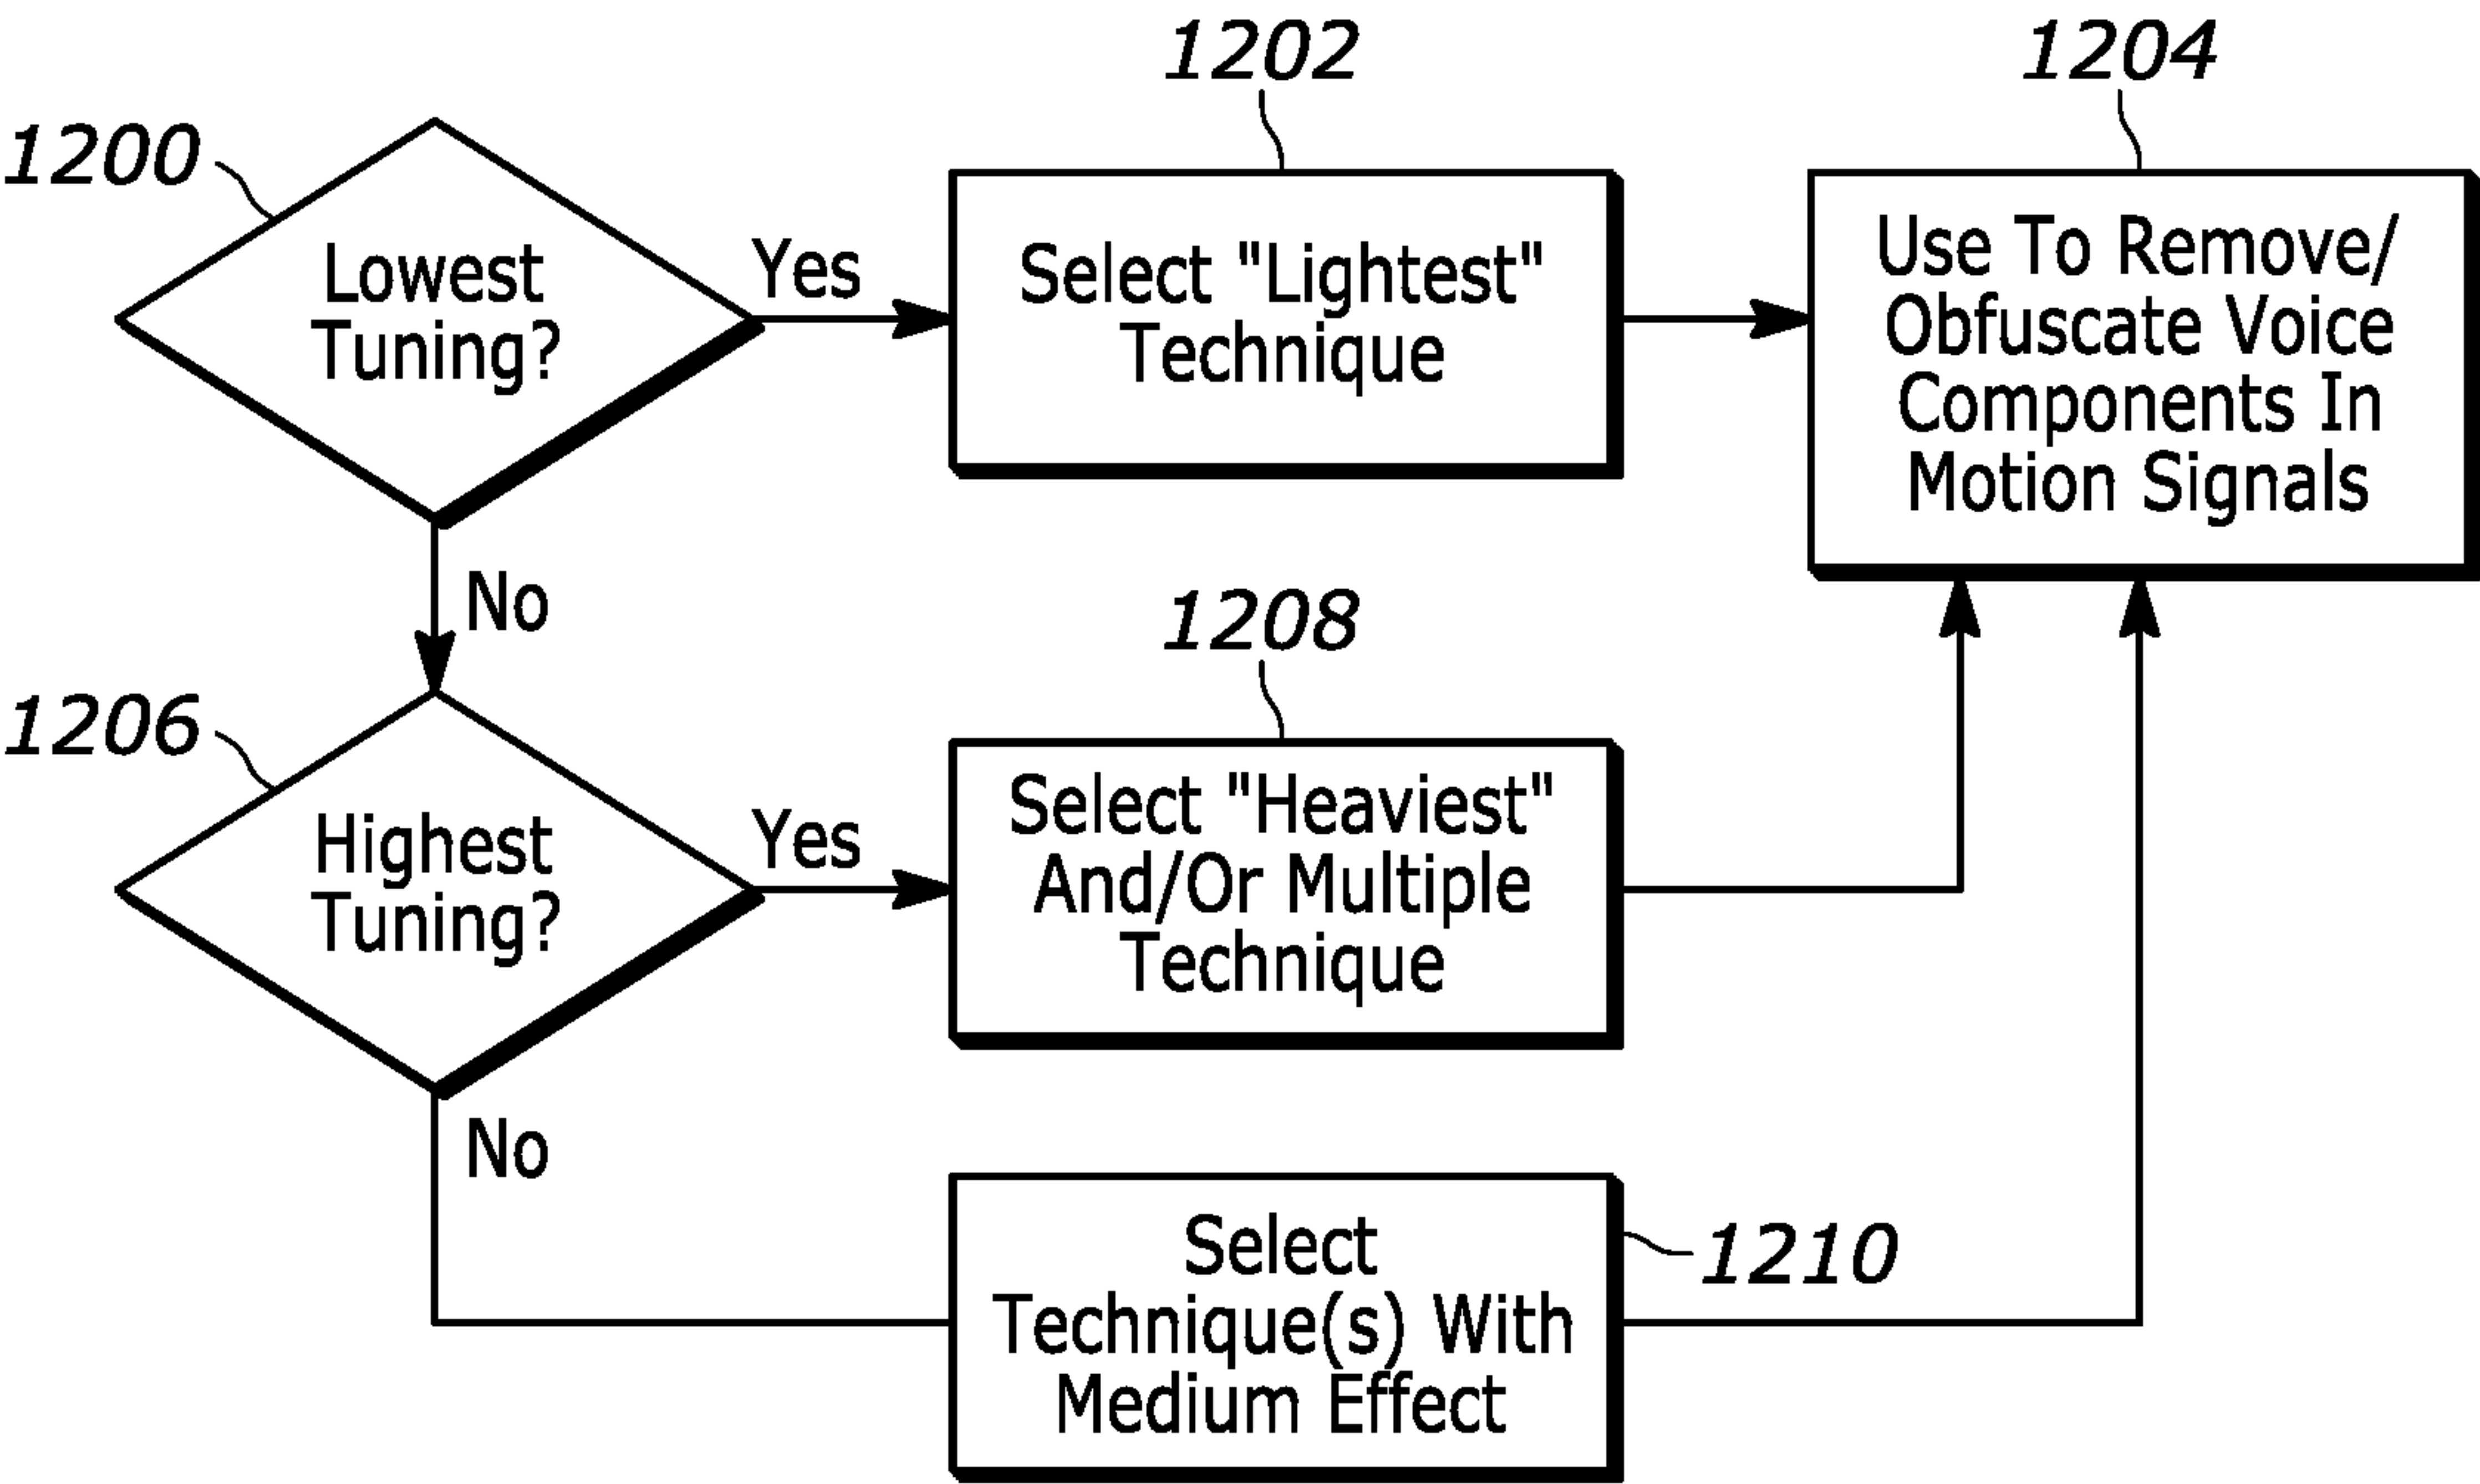 1200
Lowest
Tuning?
Yes
No
1202
Select "Lightest"
Technique
1204
Use To Remove/
Obfuscate Voice
Components In
Motion Signals
1206
Highest
Tuning?
Yes
No
1208
Select "Heaviest"
And/Or Multiple
Technique
Select
Technique(s) With
Medium Effect
1210